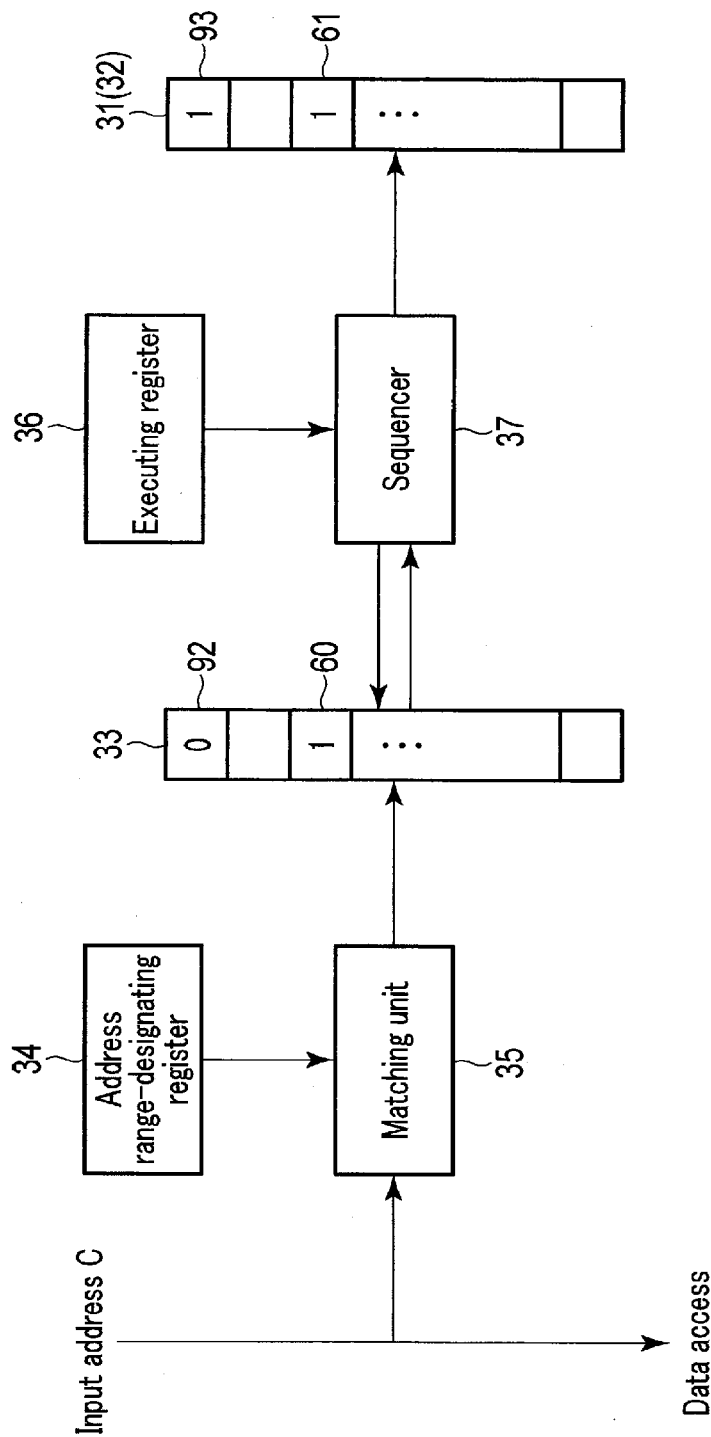 Input address C
Data access
34
Address
range-designating
register
Matching unit
35
33
0
92
1
60
...
36
Executing register
Sequencer
37
31(32)
1
93
1
61
...